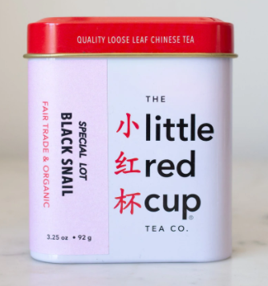 QUALITY LOOSE LEAF CHINESE TEA
THE
小 little
红 red
杯 cup®
TEA CO.
SPECIAL LOT
BLACK SNAIL
FAIR TRADE & ORGANIC
3.25 oz • 92 g